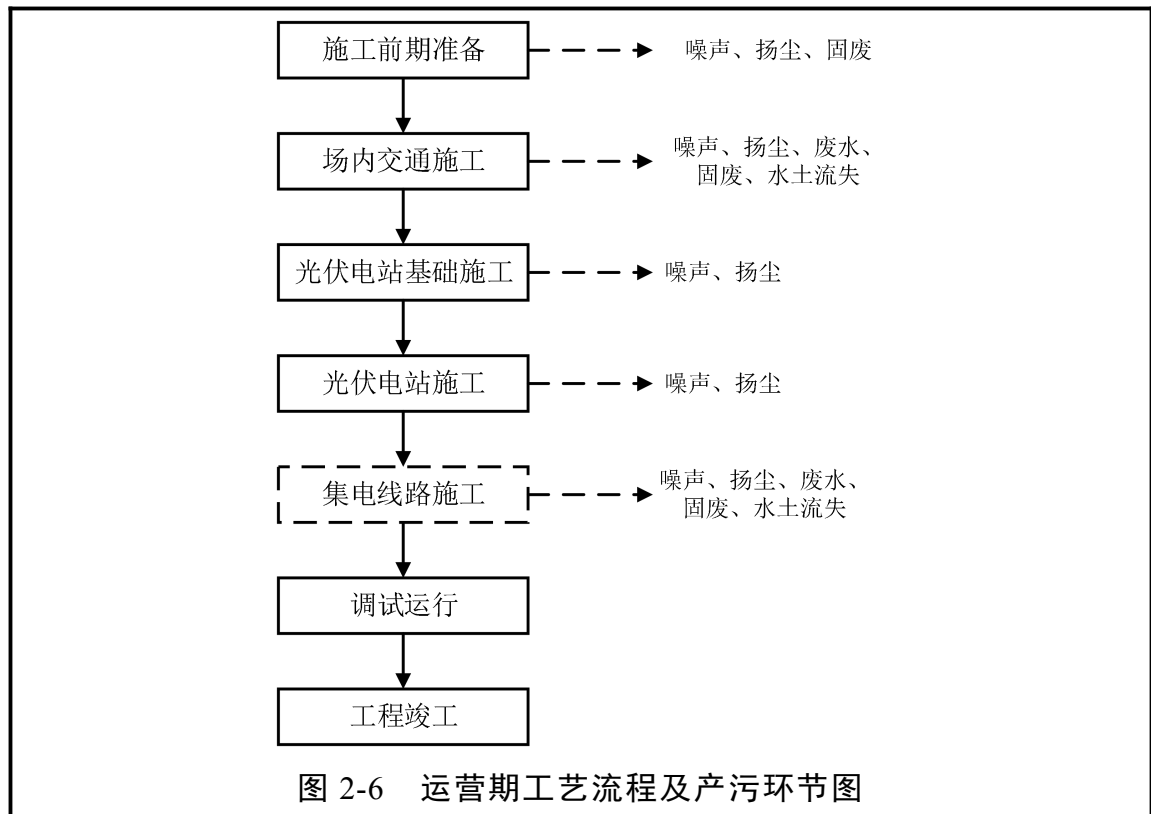 施工前期准备
噪声、扬尘、固废
场内交通施工
噪声、扬尘、废水、
固废、水土流失
光伏电站基础施工
噪声、扬尘
光伏电站施工
噪声、扬尘
集电线路施工
噪声、扬尘、废水、
固废、水土流失
调试运行
工程竣工
图 2-6 运营期工艺流程及产污环节图